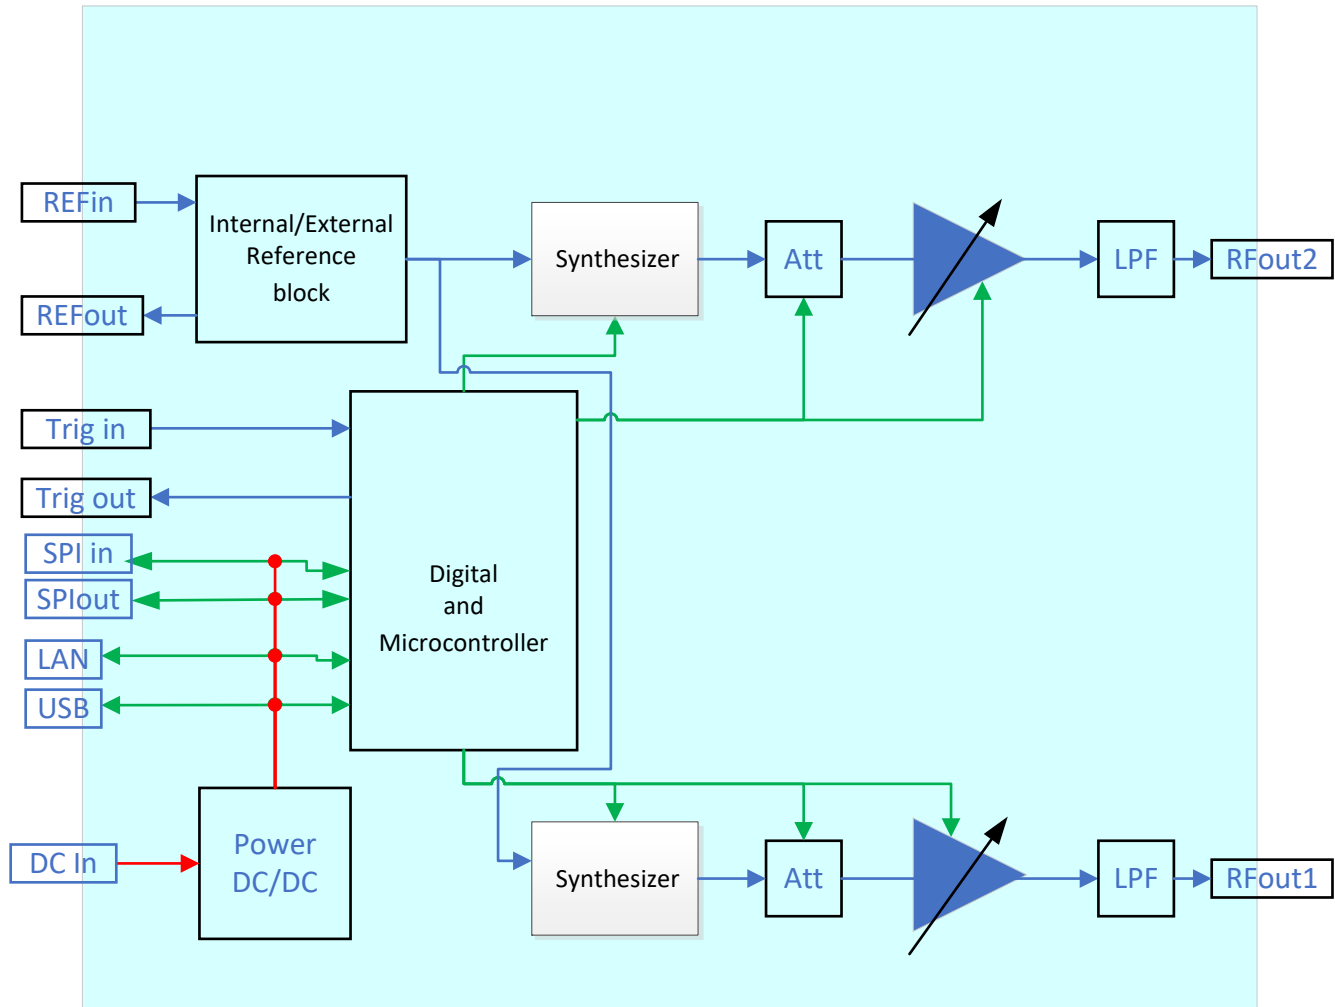 REFin
Internal/External
Reference
block
Synthesizer
Att
LPF
RFout2
REFout
Trig in
Trig out
SPI in
SPIout
LAN
USB
Digital
and
Microcontroller
DC In
Power
DC/DC
Synthesizer
Att
LPF
RFout1